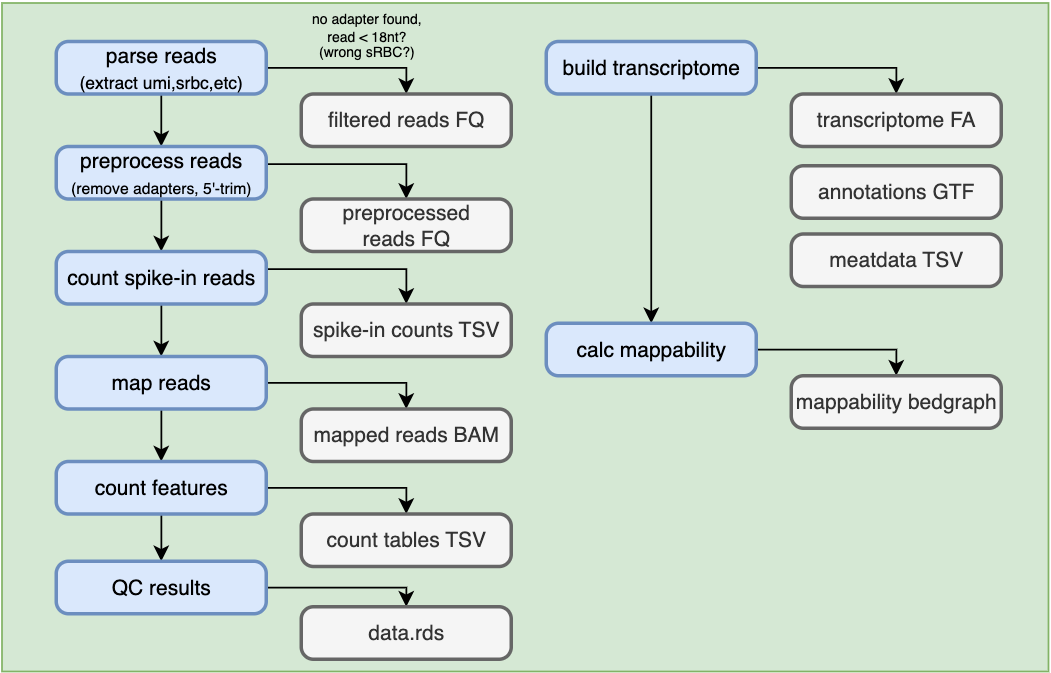 no adapter found,
read < 18nt?
(wrong sRBC?)
parse reads
(extract umi,srbc,etc)
filtered reads FQ
preprocess reads
(remove adapters, 5'-trim)
preprocessed
reads FQ
count spike-in reads
spike-in counts TSV
map reads
mapped reads BAM
count features
count tables TSV
QC results
data.rds
build transcriptome
transcriptome FA
annotations GTF
meatdata TSV
calc mappability
mappability bedgraph